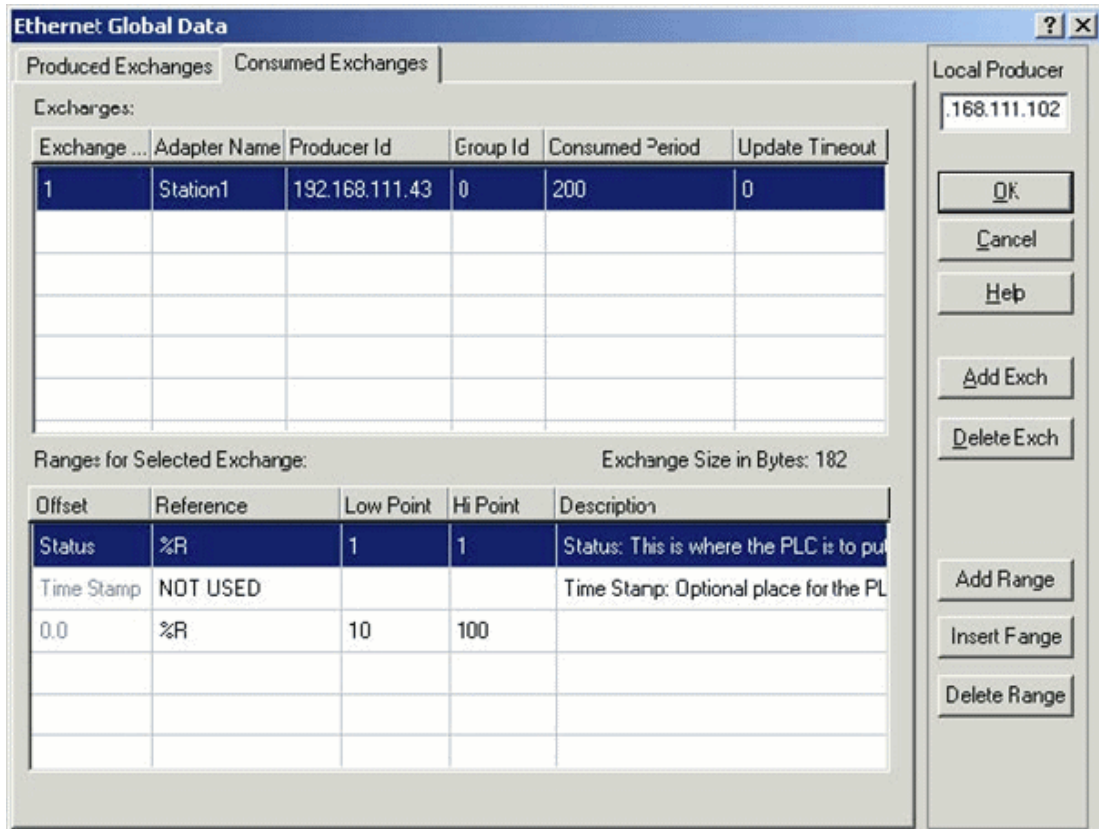 Ethernet Global Data
Produced Exchanges Consumed Exchanges
Local Producer
.168.111.102
Exchanges:
Exchange ... Adapter Name Producer Id Group Id Consumed Period Update Timeout
1 Station1 192.168.111.43 0 200 0
OK
Cancel
Help
Add Exch
Delete Exch
Ranges for Selected Exchange: Exchange Size in Bytes: 182
Offset Reference Low Point Hi Point Description
Status %R 1 1 Status: This is where the PLC is to put
Time Stamp NOT USED Time Stamp: Optional place for the PL
0.0 %R 10 100
Add Range
Insert Range
Delete Range